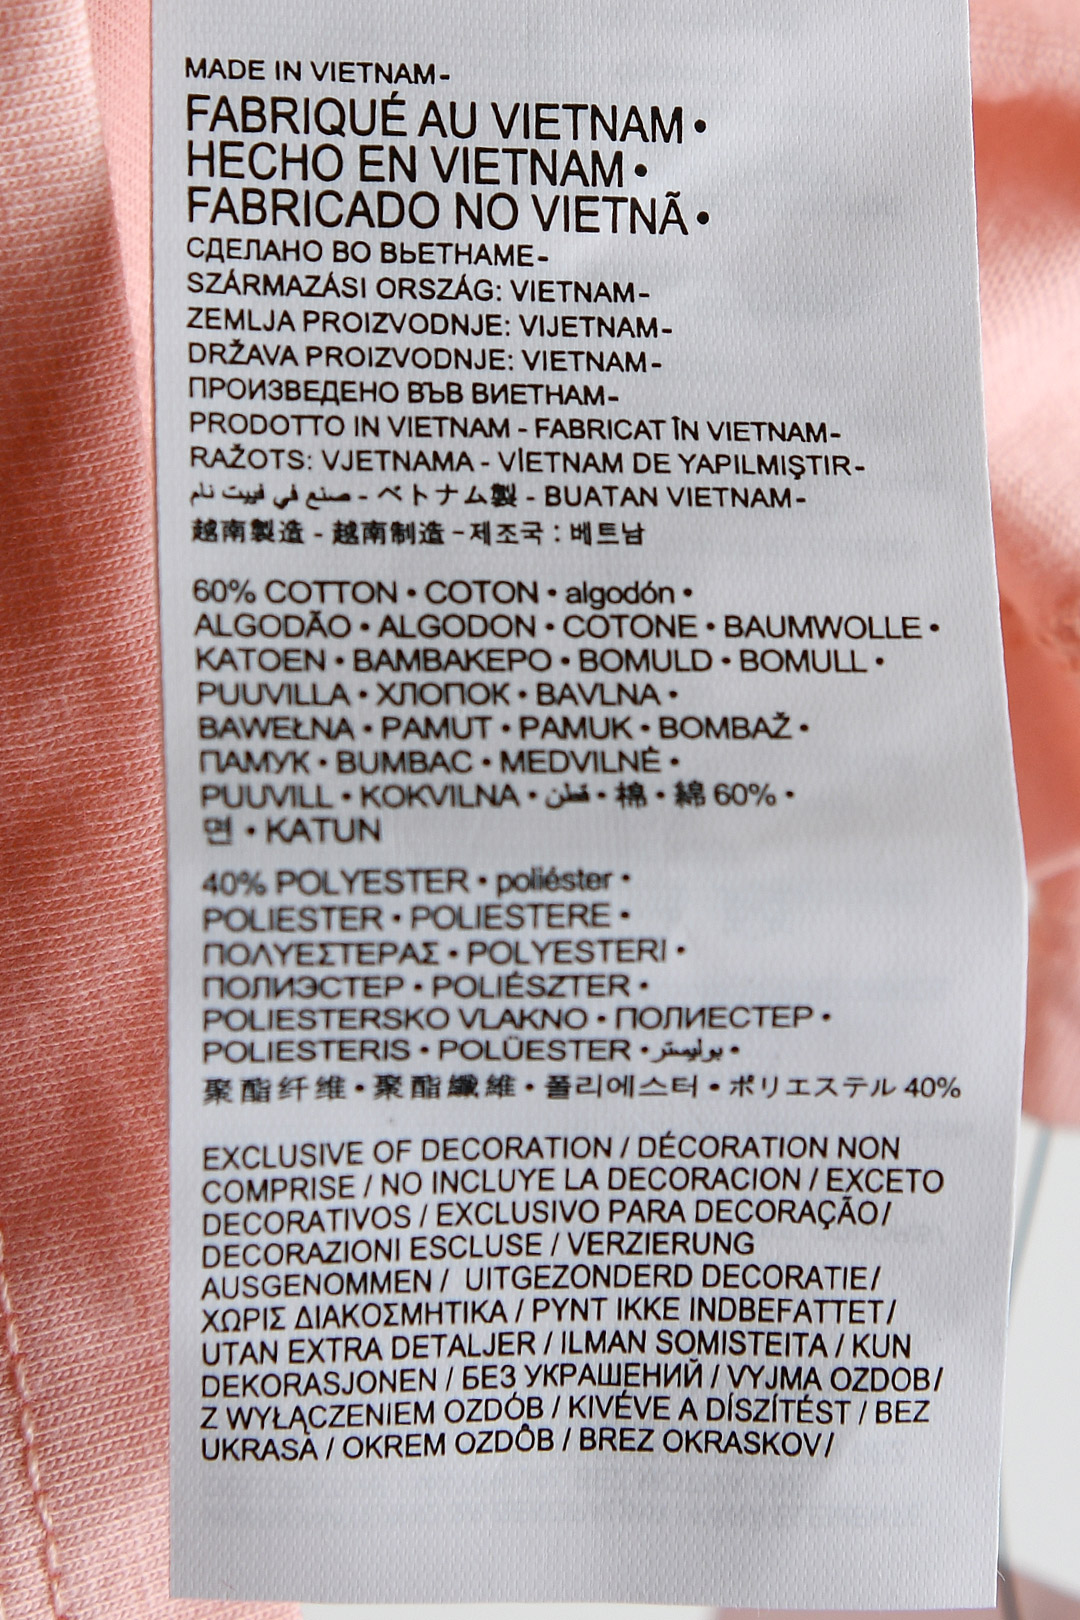 MADE IN VIETNAM-
FABRIQUÉ AU VIETNAM •
HECHO EN VIETNAM •
FABRICADO NO VIETNÃ •
СДЕЛАНО ВО ВЬЕТНАМЕ-
SZÁRMAZÁSI ORSZÁG: VIETNAM-
ZEMLJA PROIZVODNJE: VIJETNAM-
DRŽAVA PROIZVODNJE: VIETNAM-
ПРОИЗВЕДЕНО ВЪВ ВИЕТНАМ-
PRODOTTO IN VIETNAM - FABRICAT ÎN VIETNAM-
RAŽOTS: VJETNAMA - VİETNAM DE YAPILMIŞTIR-
صنع في فييت نام - ベトナム製 - BUATAN VIETNAM-
越南製造 - 越南制造 - 제조국 : 베트남
60% COTTON • COTON • algodón •
ALGODÃO • ALGODON • COTONE • BAUMWOLLE •
KATOEN • ΒΑΜΒΑΚΕΡΟ • BOMULD • BOMULL •
PUUVILLA • ХЛОПОК • BAVLNA •
BAWEŁNA • PAMUT • PAMUK • BOMBAŽ •
ПАМУК • BUMBAC • MEDVILNĖ •
PUUVILL • KOKVILNA • قطن • 棉 • 綿 60% •
면 • KATUN
40% POLYESTER • poliéster •
POLIESTER • POLIESTERE •
ΠΟΛΥΕΣΤΕΡΑΣ • POLYESTERI •
ПОЛИЭСТЕР • POLIÉSZTER •
POLIESTERSKO VLAKNO • ПОЛИЕСТЕР •
POLIESTERIS • POLÜESTER • بوليستر •
聚酯纤维 • 聚酯纖維 • 폴리에스터 • ポリエステル 40%
EXCLUSIVE OF DECORATION / DÉCORATION NON
COMPRISE / NO INCLUYE LA DECORACION / EXCETO
DECORATIVOS / EXCLUSIVO PARA DECORAÇÃO/
DECORAZIONI ESCLUSE / VERZIERUNG
AUSGENOMMEN / UITGEZONDERD DECORATIE/
ΧΩΡΙΣ ΔΙΑΚΟΣΜΗΤΙΚΑ / PYNT IKKE INDBEFATTET/
UTAN EXTRA DETALJER / ILMAN SOMISTEITA / KUN
DEKORASJONEN / БЕЗ УКРАШЕНИЙ / VYJMA OZDOB/
Z WYŁĄCZENIEM OZDÓB / KIVÉVE A DÍSZÍTÉST / BEZ
UKRASA / OKREM OZDÔB / BREZ OKRASKOV/